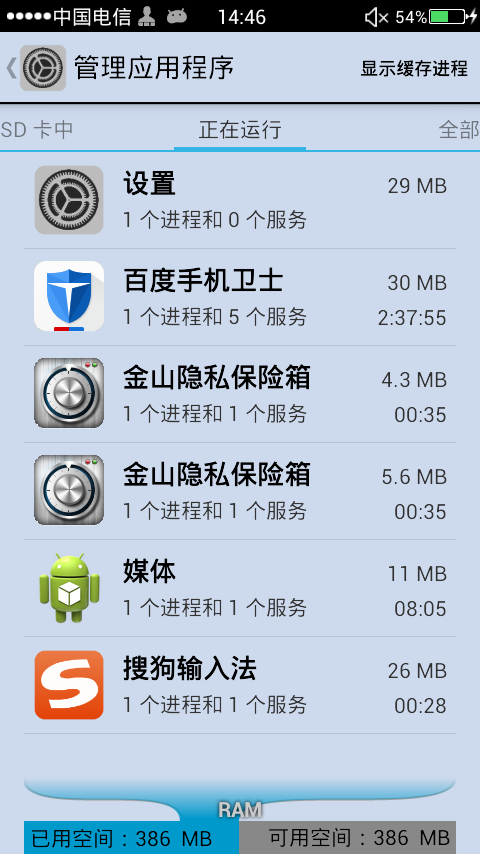 中国电信 14:46 54%
管理应用程序 显示缓存进程
SD 卡中 正在运行 全部
设置 29 MB
1 个进程和 0 个服务
百度手机卫士 30 MB
1 个进程和 5 个服务 2:37:55
金山隐私保险箱 4.3 MB
1 个进程和 1 个服务 00:35
金山隐私保险箱 5.6 MB
1 个进程和 1 个服务 00:35
媒体 11 MB
1 个进程和 1 个服务 08:05
搜狗输入法 26 MB
1 个进程和 1 个服务 00:28
RAM
已用空间：386 MB 可用空间：386 MB